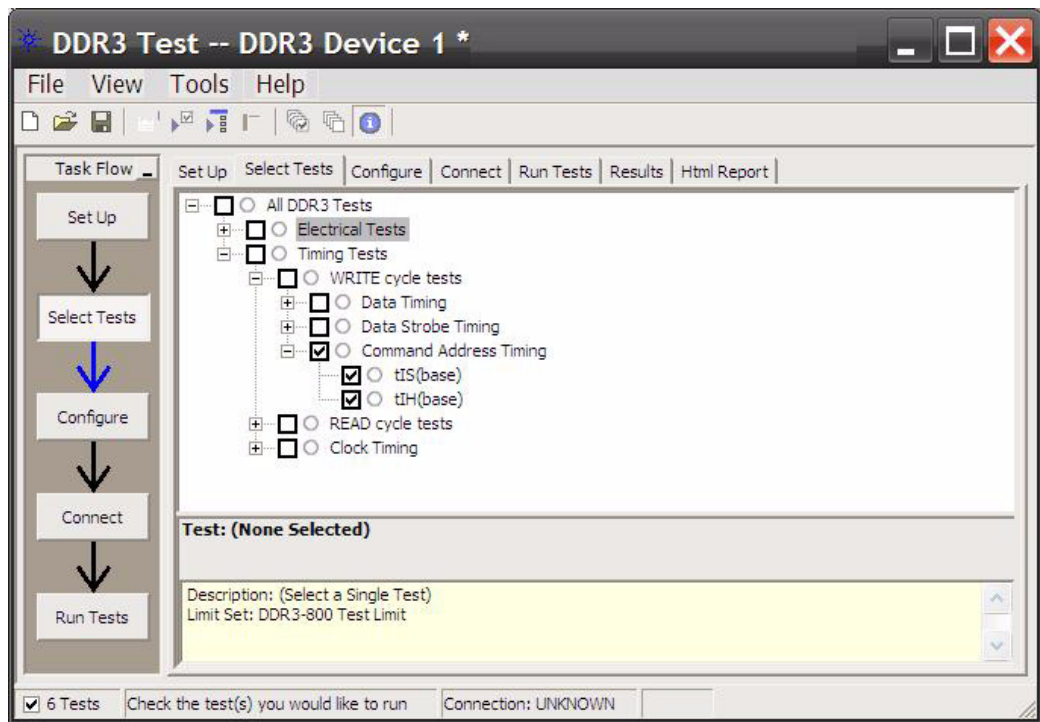 DDR3 Test -- DDR3 Device 1 *
File View Tools Help
Task Flow
Set Up
Select Tests
Configure
Connect
Run Tests
Set Up Select Tests Configure Connect Run Tests Results Html Report
All DDR3 Tests
Electrical Tests
Timing Tests
WRITE cycle tests
Data Timing
Data Strobe Timing
Command Address Timing
tIS(base)
tIH(base)
READ cycle tests
Clock Timing
Test: (None Selected)
Description: (Select a Single Test)
Limit Set: DDR3-800 Test Limit
6 Tests Check the test(s) you would like to run Connection: UNKNOWN